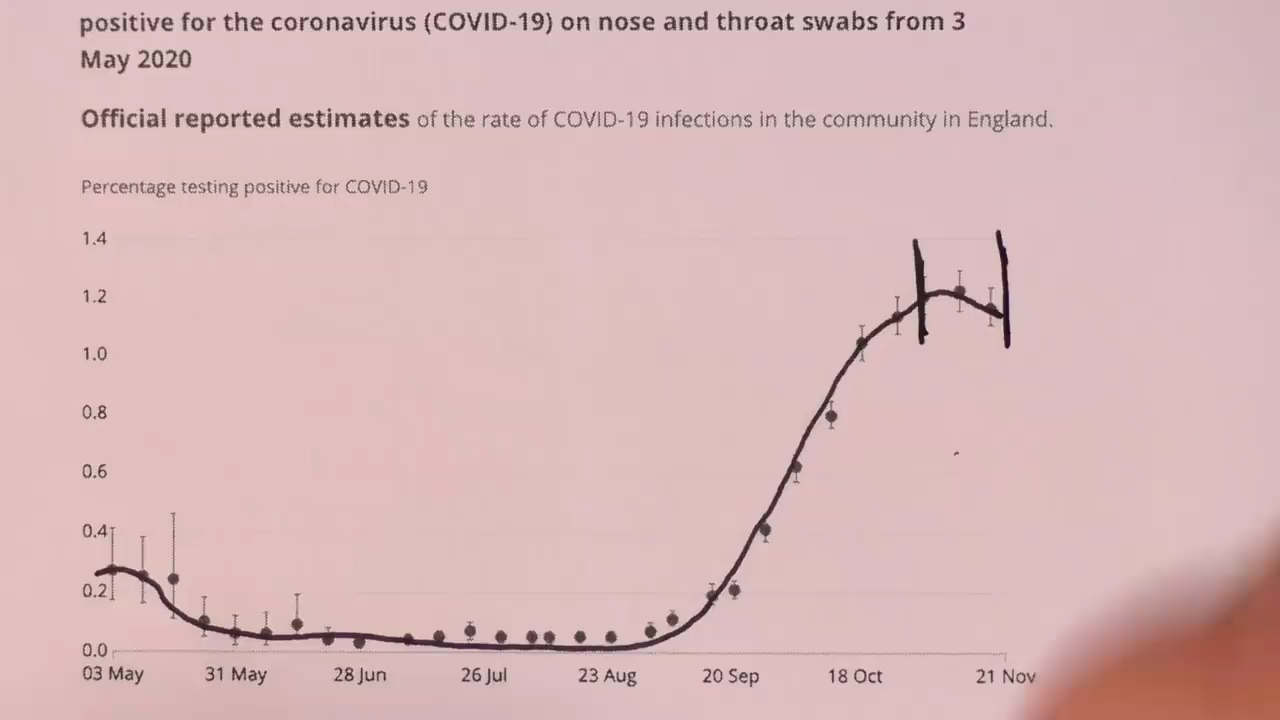 positive for the coronavirus (COVID-19) on nose and throat swabs from 3
May 2020
Official reported estimates of the rate of COVID-19 infections in the community in England.
Percentage testing positive for COVID-19
1.4
1.2
1.0
0.8
0.6
0.4
0.2
0.0
03 May 31 May 28 Jun 26 Jul 23 Aug 20 Sep 18 Oct 21 Nov